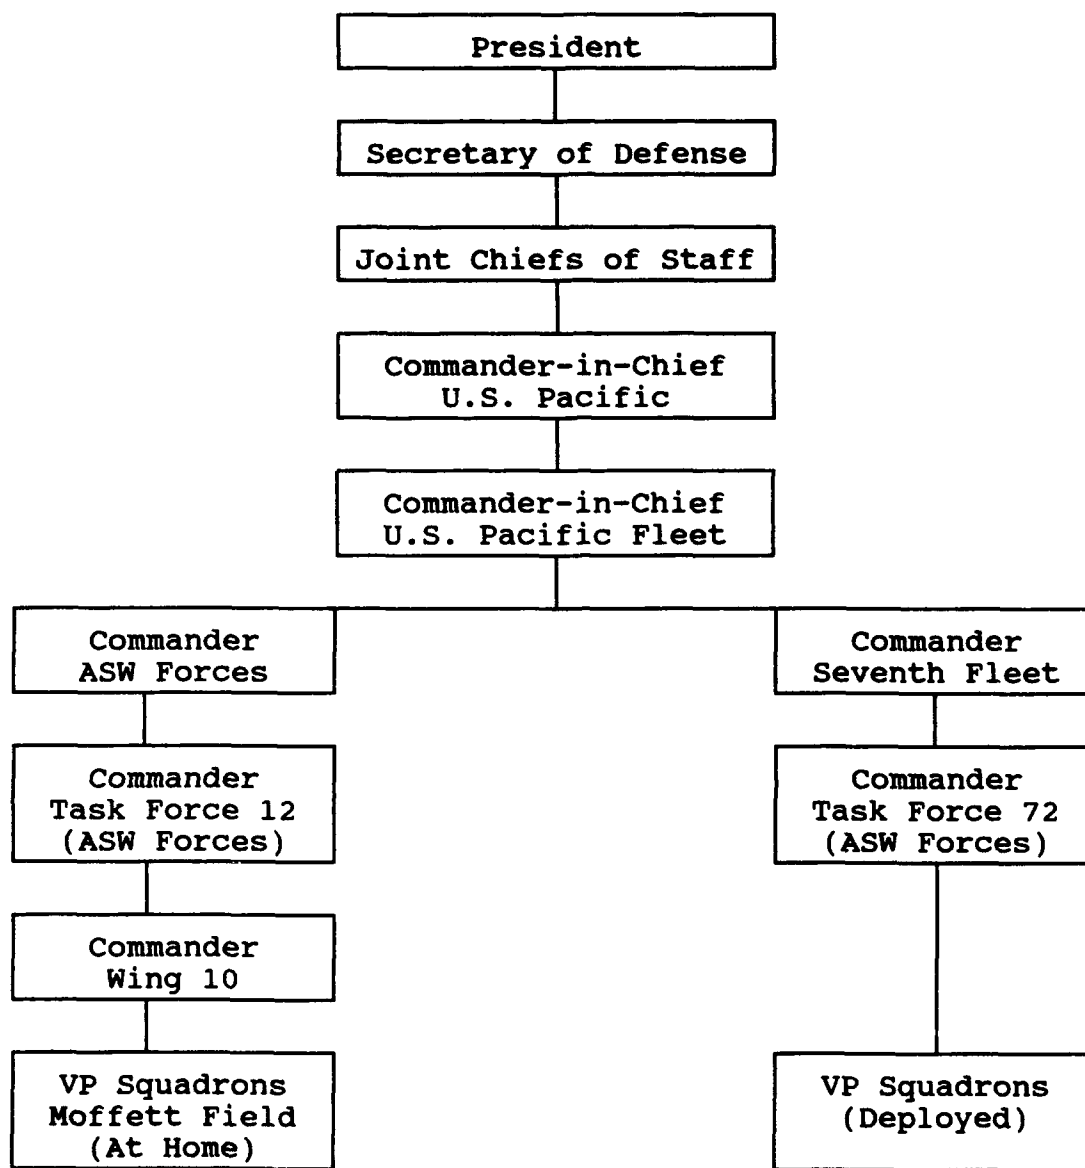 President
Secretary of Defense
Joint Chiefs of Staff
Commander-in-Chief
U.S. Pacific
Commander-in-Chief
U.S. Pacific Fleet
Commander
ASW Forces
Commander
Seventh Fleet
Commander
Task Force 12
(ASW Forces)
Commander
Task Force 72
(ASW Forces)
Commander
Wing 10
VP Squadrons
Moffett Field
(At Home)
VP Squadrons
(Deployed)